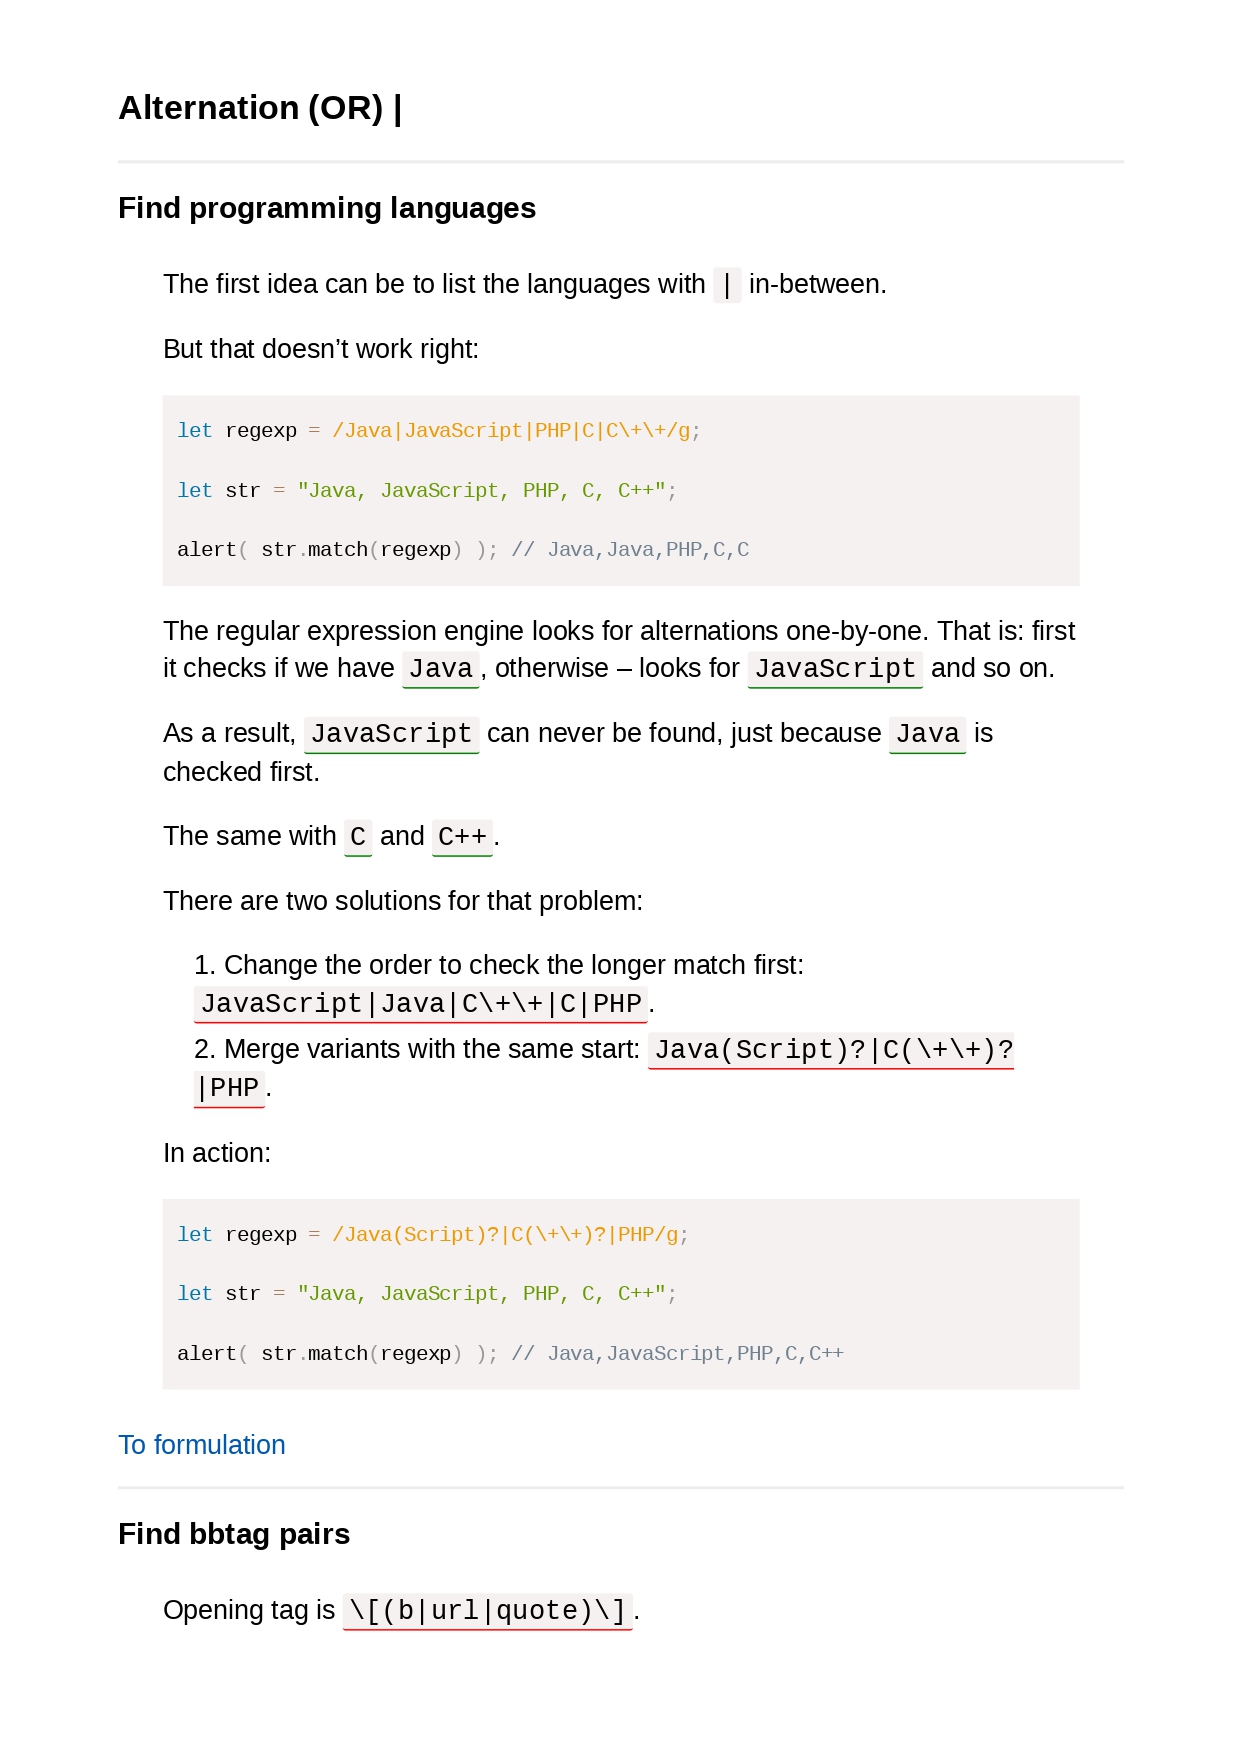 Alternation (OR) |
Find programming languages
The first idea can be to list the languages with | in-between.
But that doesn’t work right:
let regexp = /Java|JavaScript|PHP|C|C\+\+/g;
let str = "Java, JavaScript, PHP, C, C++";
alert( str.match(regexp) ); // Java,Java,PHP,C,C
The regular expression engine looks for alternations one-by-one. That is: first
it checks if we have Java, otherwise – looks for JavaScript and so on.
As a result, JavaScript can never be found, just because Java is
checked first.
The same with C and C++.
There are two solutions for that problem:
1. Change the order to check the longer match first:
JavaScript|Java|C\+\+|C|PHP.
2. Merge variants with the same start: Java(Script)?|C(\+\+)?
|PHP.
In action:
let regexp = /Java(Script)?|C(\+\+)?|PHP/g;
let str = "Java, JavaScript, PHP, C, C++";
alert( str.match(regexp) ); // Java,JavaScript,PHP,C,C++
To formulation
Find bbtag pairs
Opening tag is \[(b|url|quote)\].